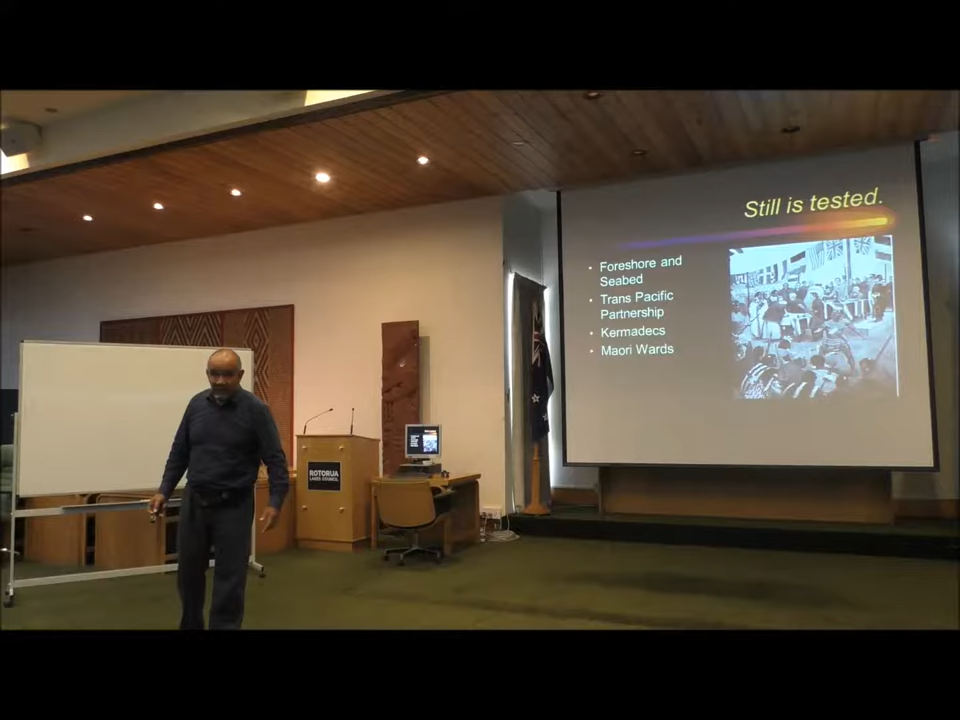 Still is tested.
• Foreshore and
Seabed
• Trans Pacific
Partnership
• Kermadecs
• Maori Wards
ROTORUA
LAKES COUNCIL